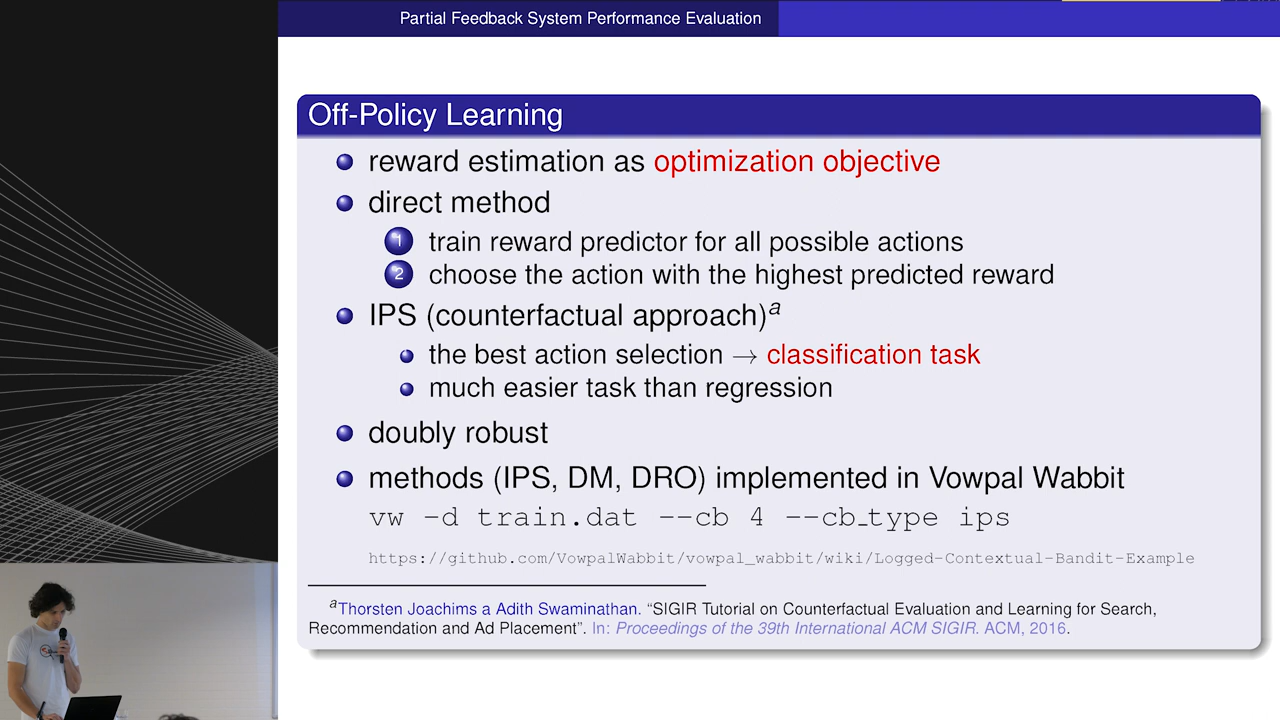 Partial Feedback System Performance Evaluation
Off-Policy Learning
reward estimation as optimization objective
direct method
1 train reward predictor for all possible actions
2 choose the action with the highest predicted reward
IPS (counterfactual approach)a
the best action selection → classification task
much easier task than regression
doubly robust
methods (IPS, DM, DRO) implemented in Vowpal Wabbit
vw -d train.dat --cb 4 --cb_type ips
https://github.com/VowpalWabbit/vowpal_wabbit/wiki/Logged-Contextual-Bandit-Example
aThorsten Joachims a Adith Swaminathan. “SIGIR Tutorial on Counterfactual Evaluation and Learning for Search,
Recommendation and Ad Placement”. In: Proceedings of the 39th International ACM SIGIR. ACM, 2016.